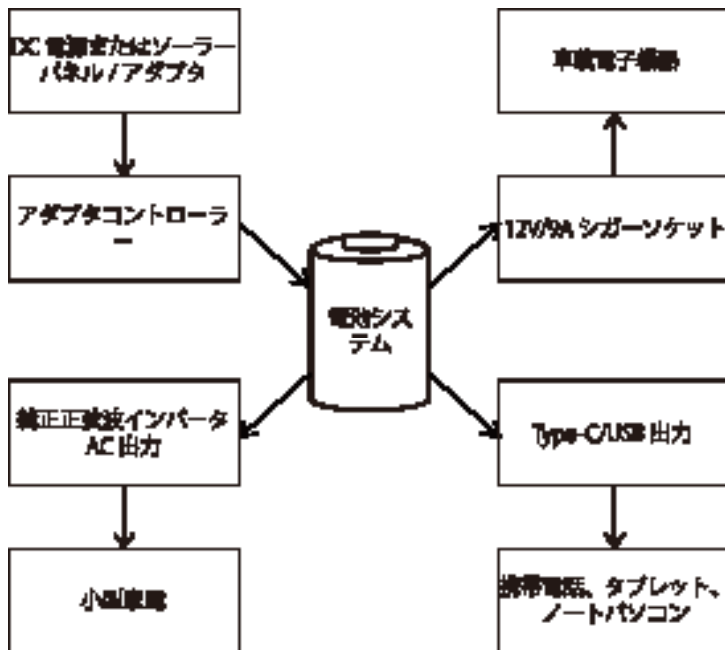 DC 電源またはソーラー
パネル / アダプタ
車載電子機器
アダプタコントローラ
ー
12V/9A シガーソケット
電池シス
テム
純正正弦波インバータ
AC 出力
Type-C/USB 出力
小型家電
携帯電話、タブレット、
ノートパソコン